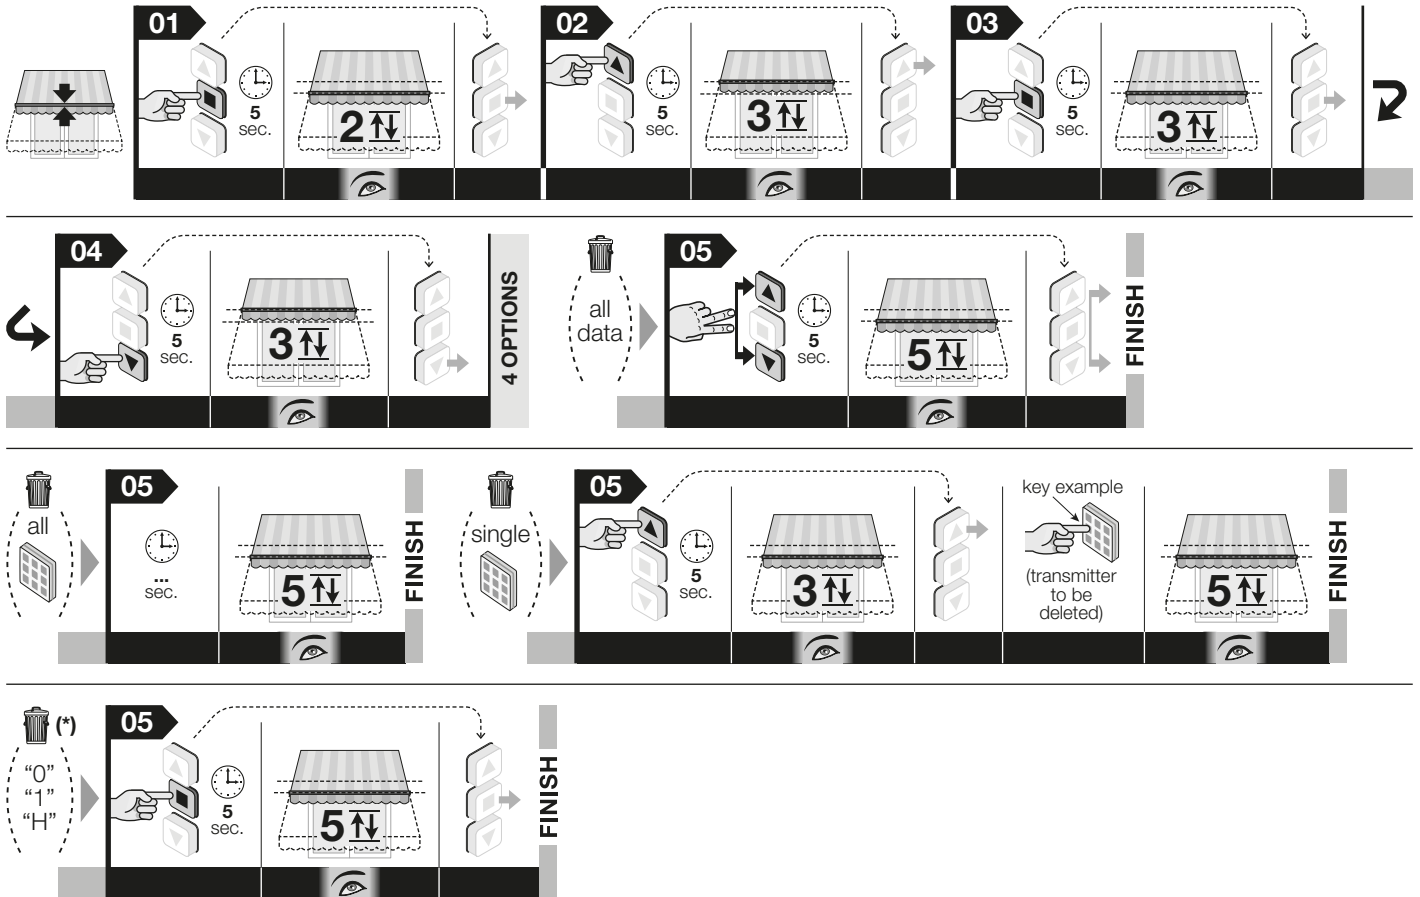 01
5
sec.
2
02
5
sec.
3
03
5
sec.
3
04
5
sec.
3
4 OPTIONS
all
data
05
5
sec.
5
FINISH
all
05
...
sec.
5
FINISH
single
05
5
sec.
3
key example
(transmitter
to be
deleted)
5
FINISH
(*)
“0”
“1”
“H”
05
5
sec.
5
FINISH